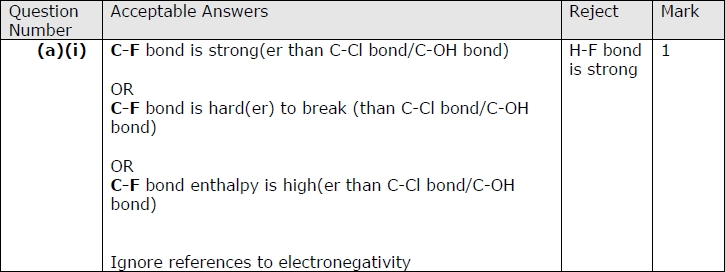 Question Number
Acceptable Answers
Reject
Mark
(a)(i)
C-F bond is strong(er than C-Cl bond/C-OH bond)
OR
C-F bond is hard(er) to break (than C-Cl bond/C-OH
bond)
OR
C-F bond enthalpy is high(er than C-Cl bond/C-OH
bond)
Ignore references to electronegativity
H-F bond
is strong
1